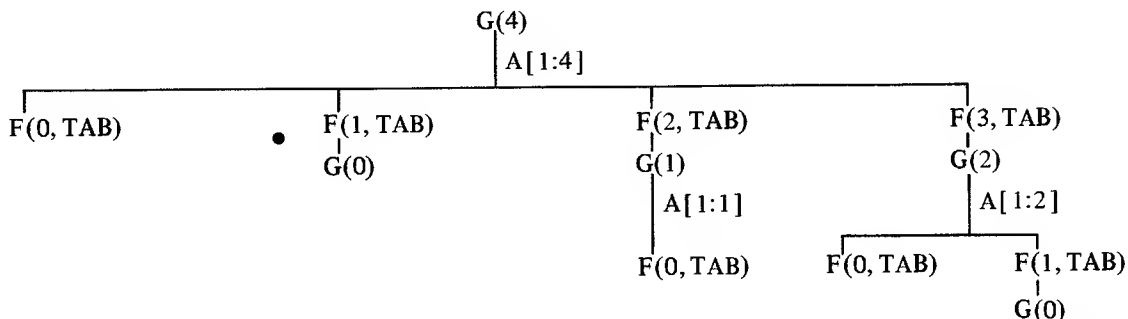 G(4)
A[1:4]
F(0, TAB) F(1, TAB) F(2, TAB) F(3, TAB)
G(0) G(1) G(2)
A[1:1] A[1:2]
F(0, TAB) F(0, TAB) F(1, TAB)
G(0)